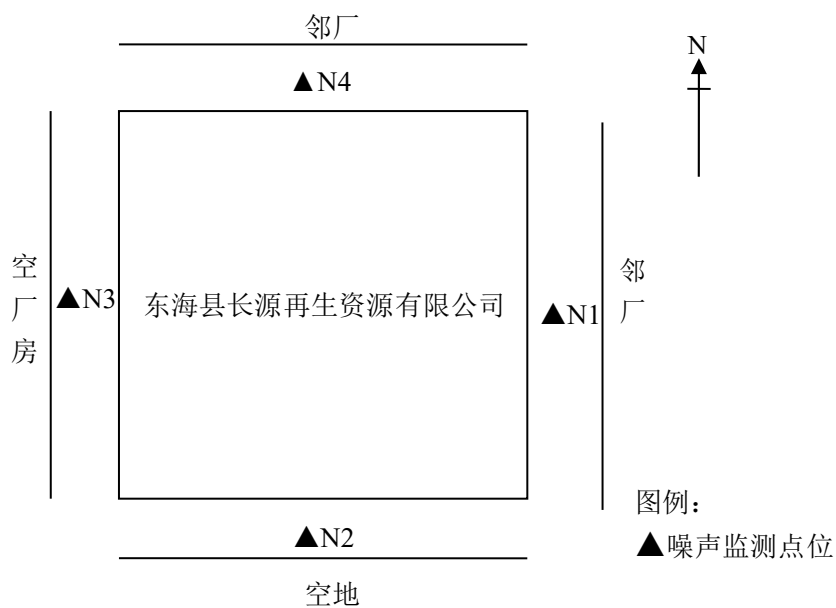 邻厂
N
▲N4
空厂房
▲N3
东海县长源再生资源有限公司
▲N1
邻厂
▲N2
空地
图例：
▲噪声监测点位